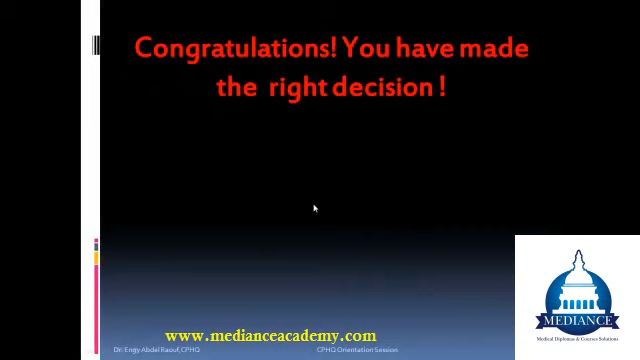 Congratulations! You have made
the right decision !
MEDIANCE
Medical Diplomas & Courses Solutions
www.medianceacademy.com
Dr. Engy Abdel Raouf,CPHQ
CPHQ Orientation Session